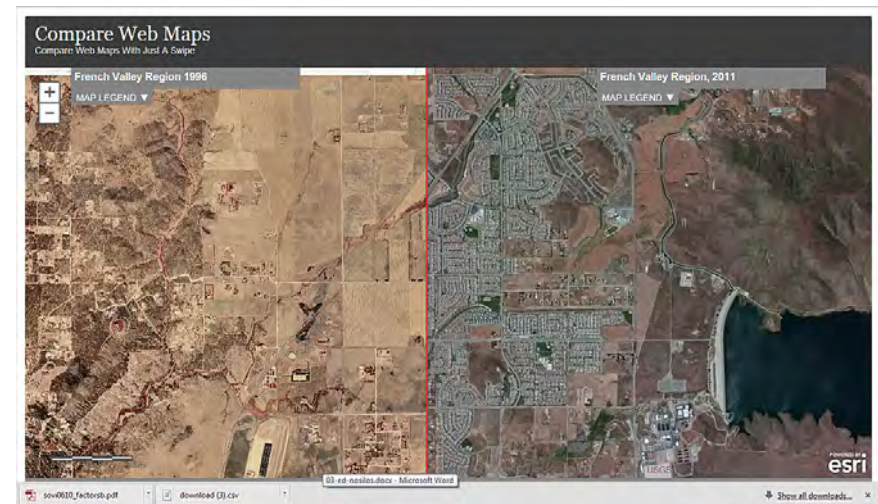 Compare Web Maps
Compare Web Maps With Just A Swipe
French Valley Region 1996
French Valley Region, 2011
+
MAP LEGEND ▼
MAP LEGEND ▼
−
USGS
POWERED BY
esri
03-ed-nosilos.docx - Microsoft Word
sovi0610_factorsb.pdf
download (3).csv
Show all downloads...
×